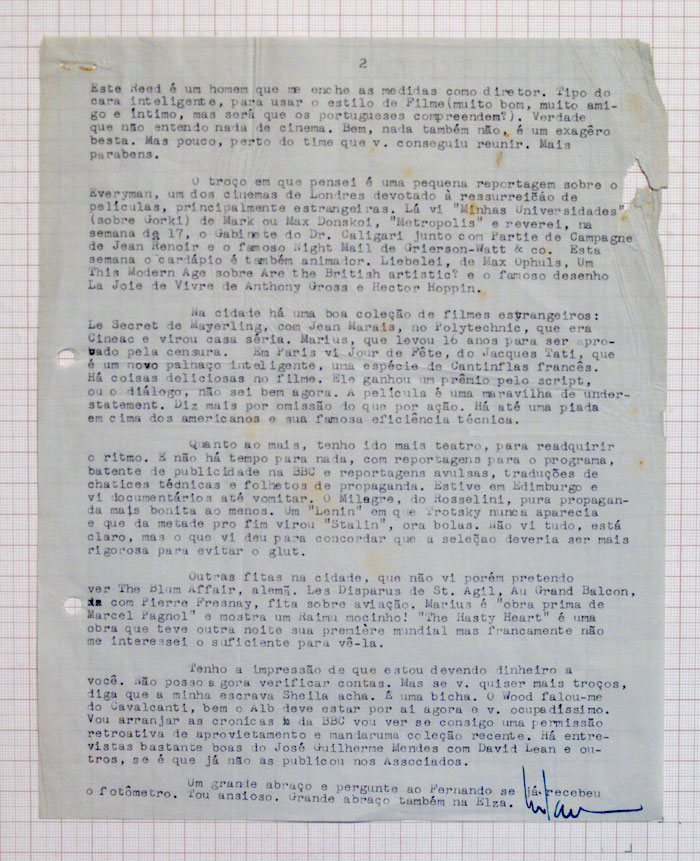 2
Este Reed é um homem que me enche as medidas como diretor. Tipo do
cara inteligente, para usar o estilo de Filme(muito bom, muito ami-
go e íntimo, mas será que os portugueses compreendem?). Verdade
que não entendo nada de cinema. Bem, nada também não, é um exagêro
besta. Mas pouco, perto do time que v. conseguiu reunir. Mais
parabens.
O troço em que pensei é uma pequena reportagem sobre o
Everyman, um dos cinemas de Londres devotado à ressurreição de
películas, principalmente estrangeiras. Lá vi "Minhas Universidades"
(sobre Gorki) de Mark ou Max Donskoi, "Metropolis" e reverei, na
semana da 17, o Gabinete do Dr. Caligari junto com Partie de Campagne
de Jean Renoir e o famoso Night Mail de Grierson-Watt & co. Esta
semana o cardápio é também animador. Liebelei, de Max Ophuls, Um
This Modern Age sobre Are the British artistic? e o famoso desenho
La Joie de Vivre de Anthony Gross e Hector Hoppin.
Na cidade há uma boa coleção de filmes estrangeiros:
Le Secret de Mayerling, com Jean Marais, no Polytechnic, que era
Cineac e virou casa séria. Marius, que levou 16 anos para ser apro-
vado pela censura. Em Paris vi Jour de Fête, do Jacques Tati, que
é um novo palhaço inteligente, uma espécie de Cantinflas francês.
Há coisas deliciosas no filme. Ele ganhou um prêmio pelo script,
ou o diálogo, não sei bem agora. A película é uma maravilha de under-
statement. Diz mais por omissão do que por ação. Há até uma piada
em cima dos americanos e sua famosa eficiência técnica.
Quanto ao mais, tenho ido mais teatro, para readquirir
o ritmo. E não há tempo para nada, com reportagens para o programa,
batente de publicidade na BBC e reportagens avulsas, traduções de
chatices técnicas e folhetos de propaganda. Estive em Edimburgo e
vi documentários até vomitar. O Milagre, do Rosselini, pura propagan-
da mais bonita ao menos. Um "Lenin" em que Trotsky nunca aparecia
e que da metade pro fim virou "Stalin", ora bolas. Não vi tudo, está
claro, mas o que vi deu para concordar que a seleção deveria ser mais
rigorosa para evitar o glut.
Outras fitas na cidade, que não vi porém pretendo
ver The Blum Affair, alemã. Les Disparus de St. Agil, Au Grand Balcon,
com Pierre Fresnay, fita sobre aviação. Marius é "obra prima de
Marcel Pagnol" e mostra um Raimu mocinho! "The Hasty Heart" é uma
obra que teve outra noite sua première mundial mas francamente não
me interessei o suficiente para vê-la.
Tenho a impressão de que estou devendo dinheiro a
você. Não posso agora verificar contas. Mas se v. quiser mais troços,
diga que a minha escrava Sheila acha. É uma bicha. O Wood falou-me
do Cavalcanti, bem o Alb deve estar por aí agora e v. ocupadíssimo.
Vou arranjar as cronicas da BBC vou ver se consigo uma permissão
retroativa de aprovietamento e mandaruma coleção recente. Há entre-
vistas bastante boas do José Guilherme Mendes com David Lean e ou-
tros, se é que já não as publicou nos Associados.
Um grande abraço e pergunte ao Fernando se já recebeu
o fotômetro. Tou ansioso. Grande abraço também na Elza.